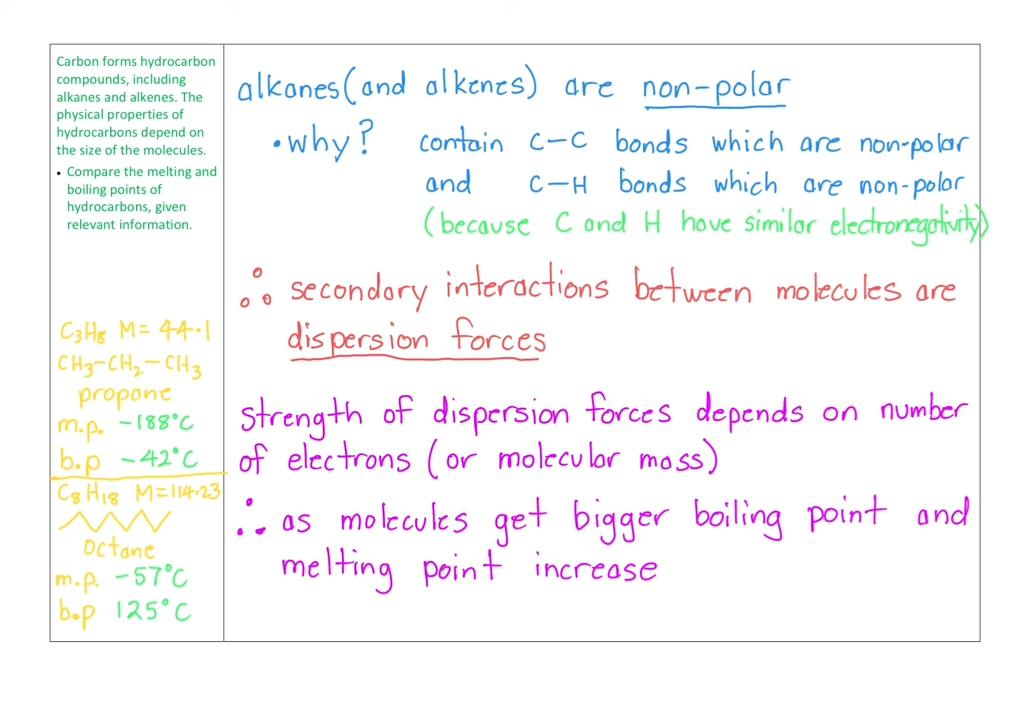 Carbon forms hydrocarbon
compounds, including
alkanes and alkenes. The
physical properties of
hydrocarbons depend on
the size of the molecules.
• Compare the melting and
boiling points of
hydrocarbons, given
relevant information.
C₃H₈ M = 44.1
CH₃-CH₂-CH₃
propane
m.p. -188°C
b.p -42°C
C₈H₁₈ M=114.23
Octane
m.p. -57°C
b.p 125°C
alkanes (and alkenes) are non-polar
• why? contain C-C bonds which are non-polar
and C-H bonds which are non-polar
(because C and H have similar electronegativity)
∴ secondary interactions between molecules are
dispersion forces
strength of dispersion forces depends on number
of electrons (or molecular mass)
∴ as molecules get bigger boiling point and
melting point increase